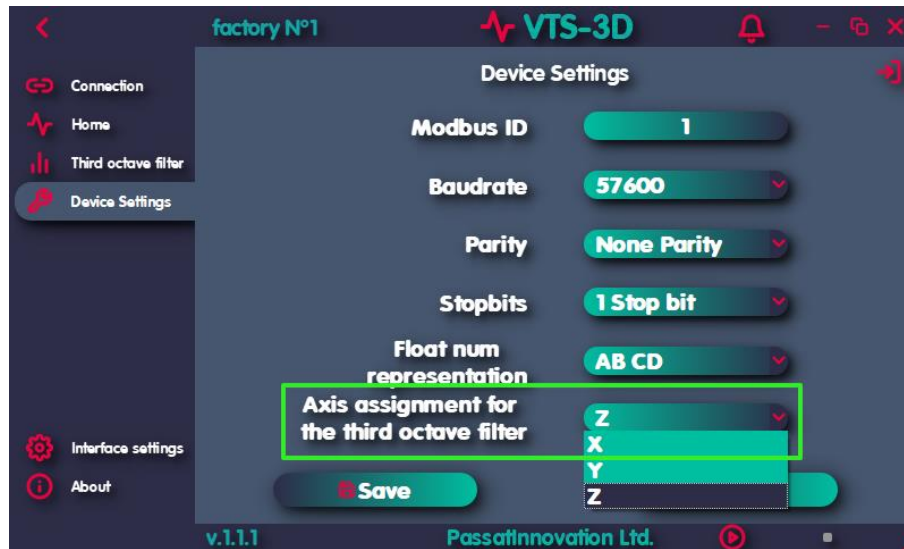 factory Nº1
VTS-3D
Connection
Home
Third octave filter
Device Settings
Interface settings
About
Device Settings
Modbus ID
1
Baudrate
57600
Parity
None Parity
Stopbits
1 Stop bit
Float num
representation
AB CD
Axis assignment for
the third octave filter
Z
X
Y
Z
Save
v.1.1.1
PassatInnovation Ltd.